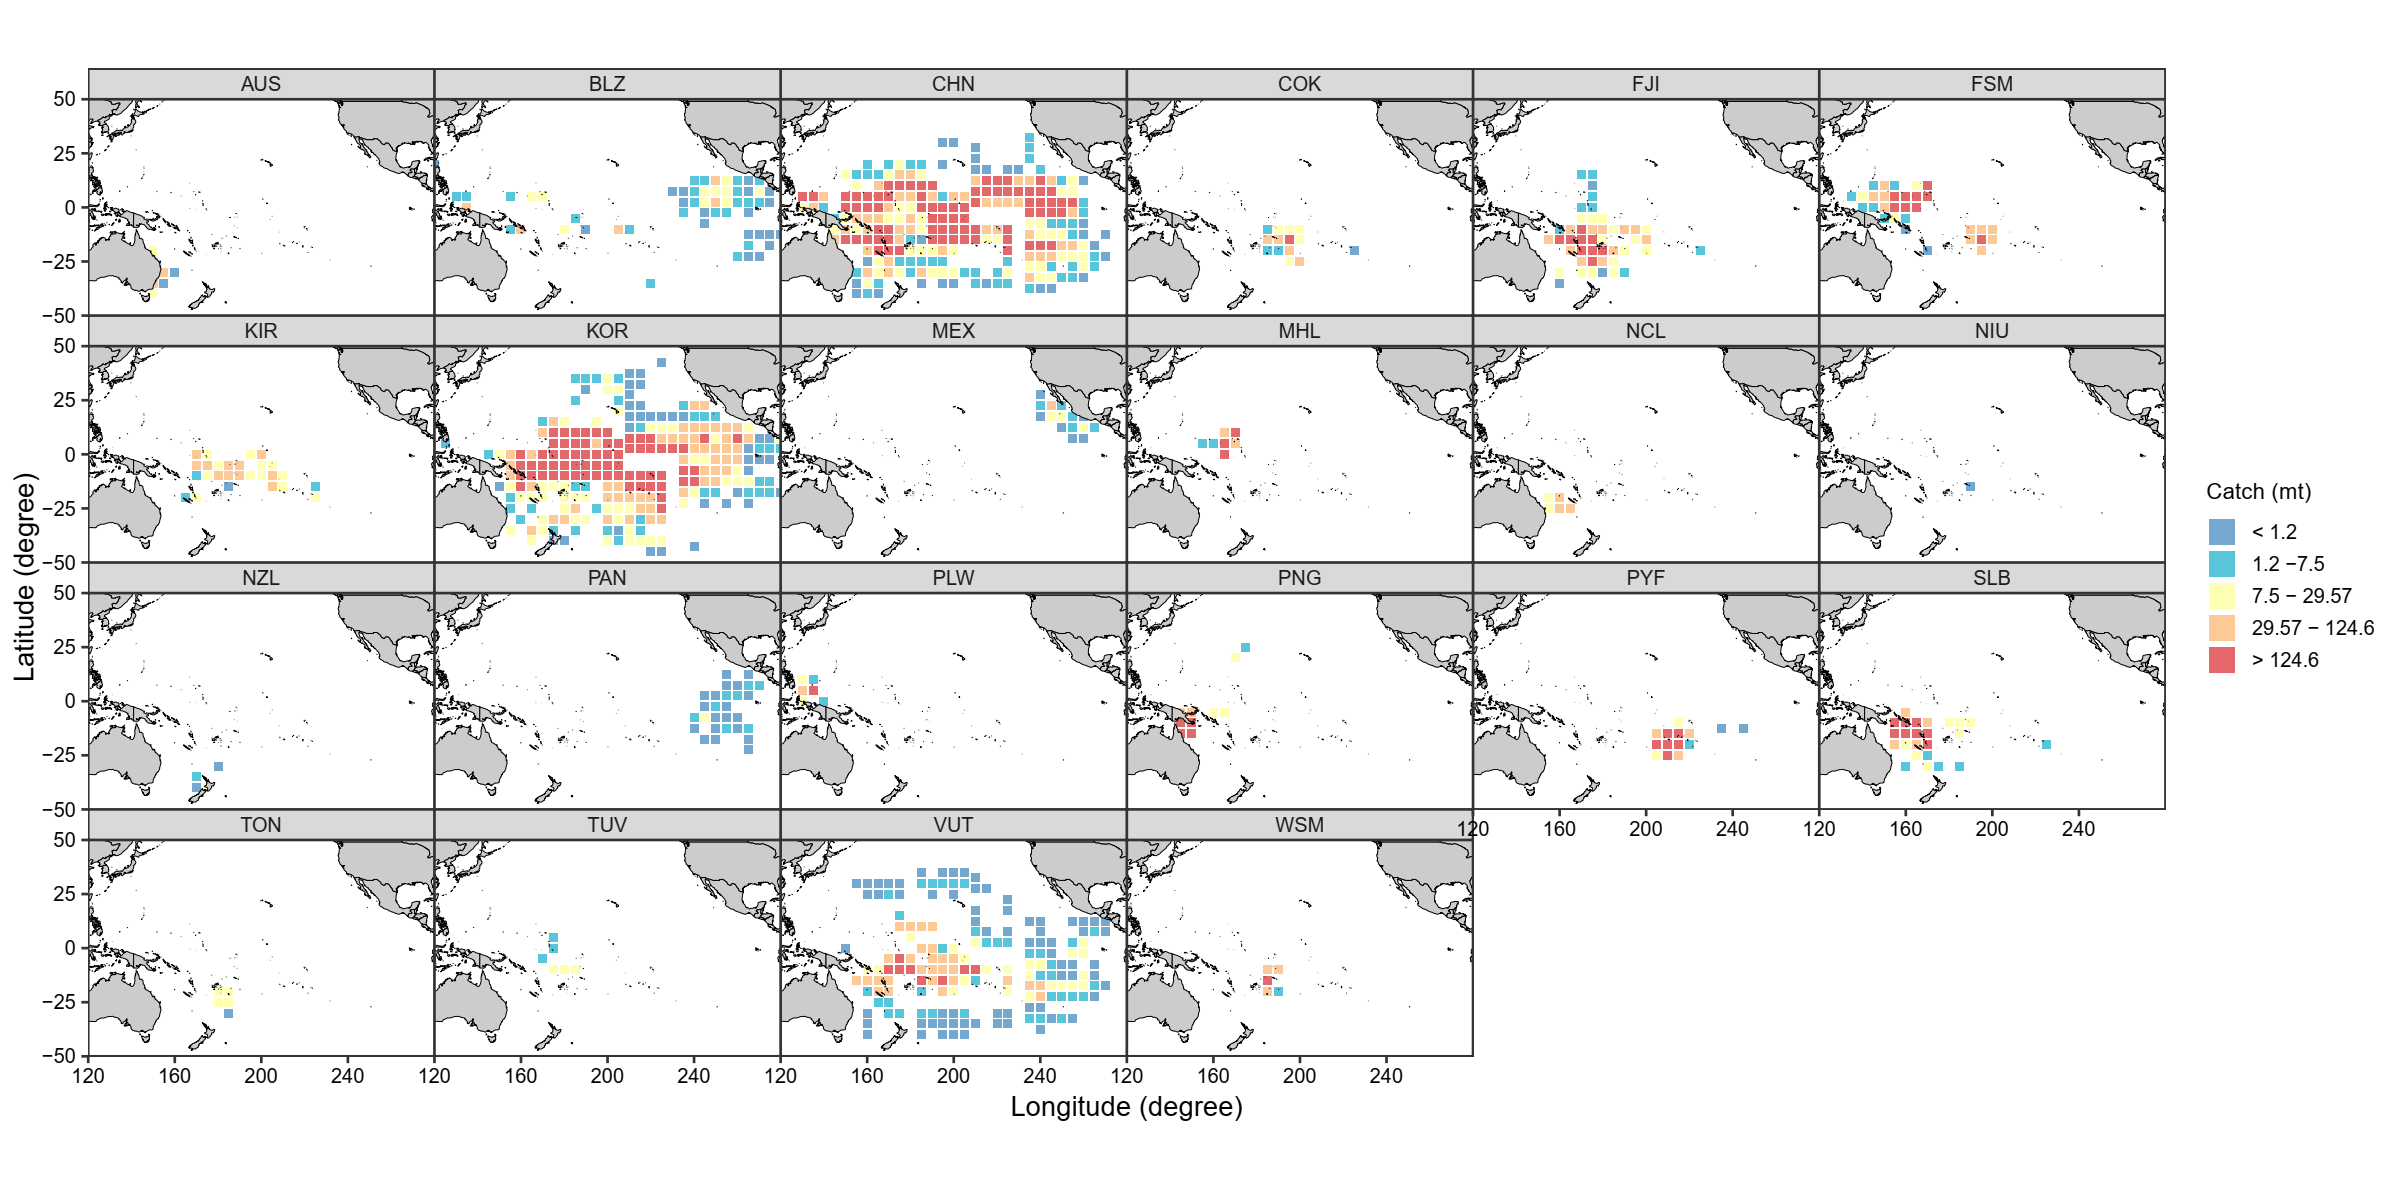 AUS BLZ CHN COK FJI FSM
50
25
0
−25
−50
KIR KOR MEX MHL NCL NIU
50
25
0
−25
−50
NZL PAN PLW PNG PYF SLB
50
25
0
−25
−50
120 160 200 240 120 160 200 240
TON TUV VUT WSM
50
25
0
−25
−50
120 160 200 240 120 160 200 240 120 160 200 240 120 160 200 240
Longitude (degree)
Latitude (degree)
Catch (mt)
< 1.2
1.2 −7.5
7.5 − 29.57
29.57 − 124.6
> 124.6